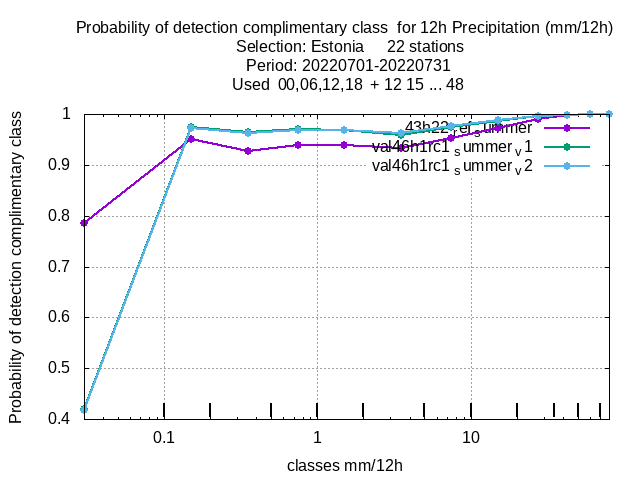 Probability of detection complimentary class  for 12h Precipitation (mm/12h)
Selection: Estonia     22 stations
Period: 20220701-20220731
Used  00,06,12,18  + 12 15 ... 48
Probability of detection complimentary class
1
0.9
0.8
0.7
0.6
0.5
0.4
43h22_ref_summer
val46h1rc1_summer_v1
val46h1rc1_summer_v2
0.1
1
10
classes mm/12h